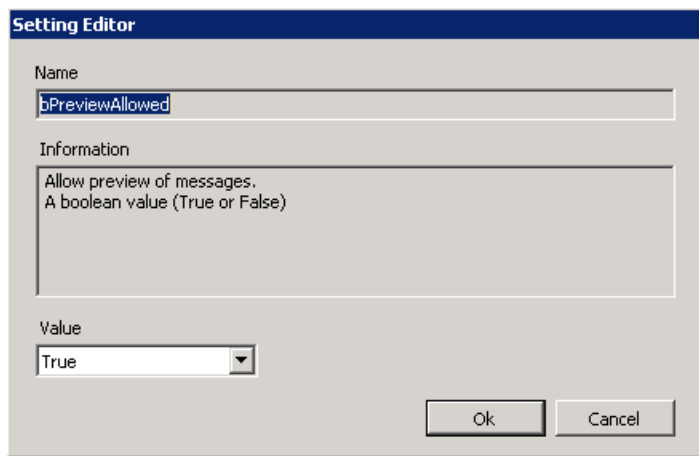 Setting Editor
Name
bPreviewAllowed
Information
Allow preview of messages.
A boolean value (True or False)
Value
True
Ok
Cancel